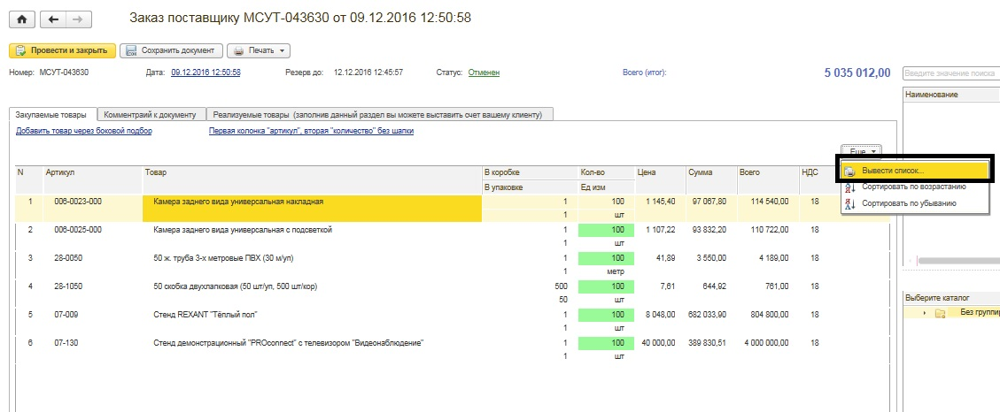 Заказ поставщику МСУТ-043630 от 09.12.2016 12:50:58
Провести и закрыть Сохранить документ Печать
Номер: МСУТ-043630 Дата: 09.12.2016 12:50:58 Резерв до: 12.12.2016 12:45:57 Статус: Отменен Всего (итог): 5 035 012,00 Введите значение поиска
Наименование
Закупаемые товары Комментраий к документу Реализуемые товары (заполнив данный раздел вы можете выставить счет вашему клиенту)
Добавить товар через боковой подбор Первая колонка "артикул", вторая "количество" без шапки
Еще
Вывести список...
Сортировать по возрастанию
Сортировать по убыванию
N Артикул Товар В коробке Кол-во Цена Сумма Всего НДС
В упаковке Ед изм
1 006-0023-000 Камера заднего вида универсальная накладная 1 100 1 145,40 97 067,80 114 540,00 18
1 шт
2 006-0025-000 Камера заднего вида универсальная с подсветкой 1 100 1 107,22 93 832,20 110 722,00 18
1 шт
3 28-0050 50 ж. труба 3-х метровые ПВХ (30 м/уп) 1 100 41,89 3 550,00 4 189,00 18
1 метр
4 28-1050 50 скобка двухлапковая (50 шт/уп, 500 шт/кор) 500 100 7,61 644,92 761,00 18
50 шт
5 07-009 Стенд REXANT "Тёплый пол" 1 100 8 048,00 682 033,90 804 800,00 18
1 шт
6 07-130 Стенд демонстрационный "PROconnect" с телевизором "Видеонаблюдение" 1 100 40 000,00 389 830,51 4 000 000,00 18
1 шт
Выберите каталог
Без группир